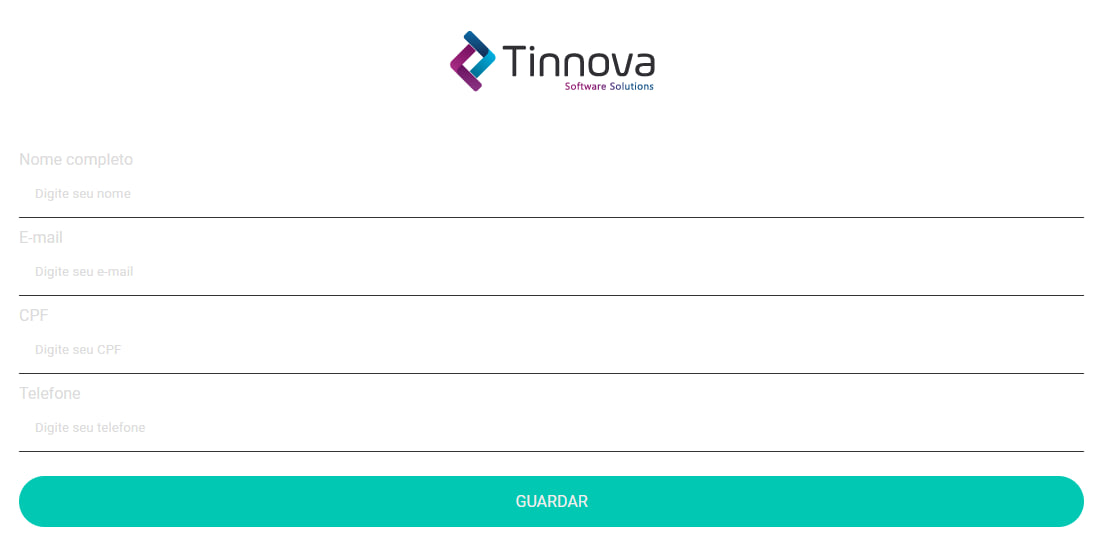 Tinnova
Software Solutions
Nome completo
Digite seu nome
E-mail
Digite seu e-mail
CPF
Digite seu CPF
Telefone
Digite seu telefone
GUARDAR